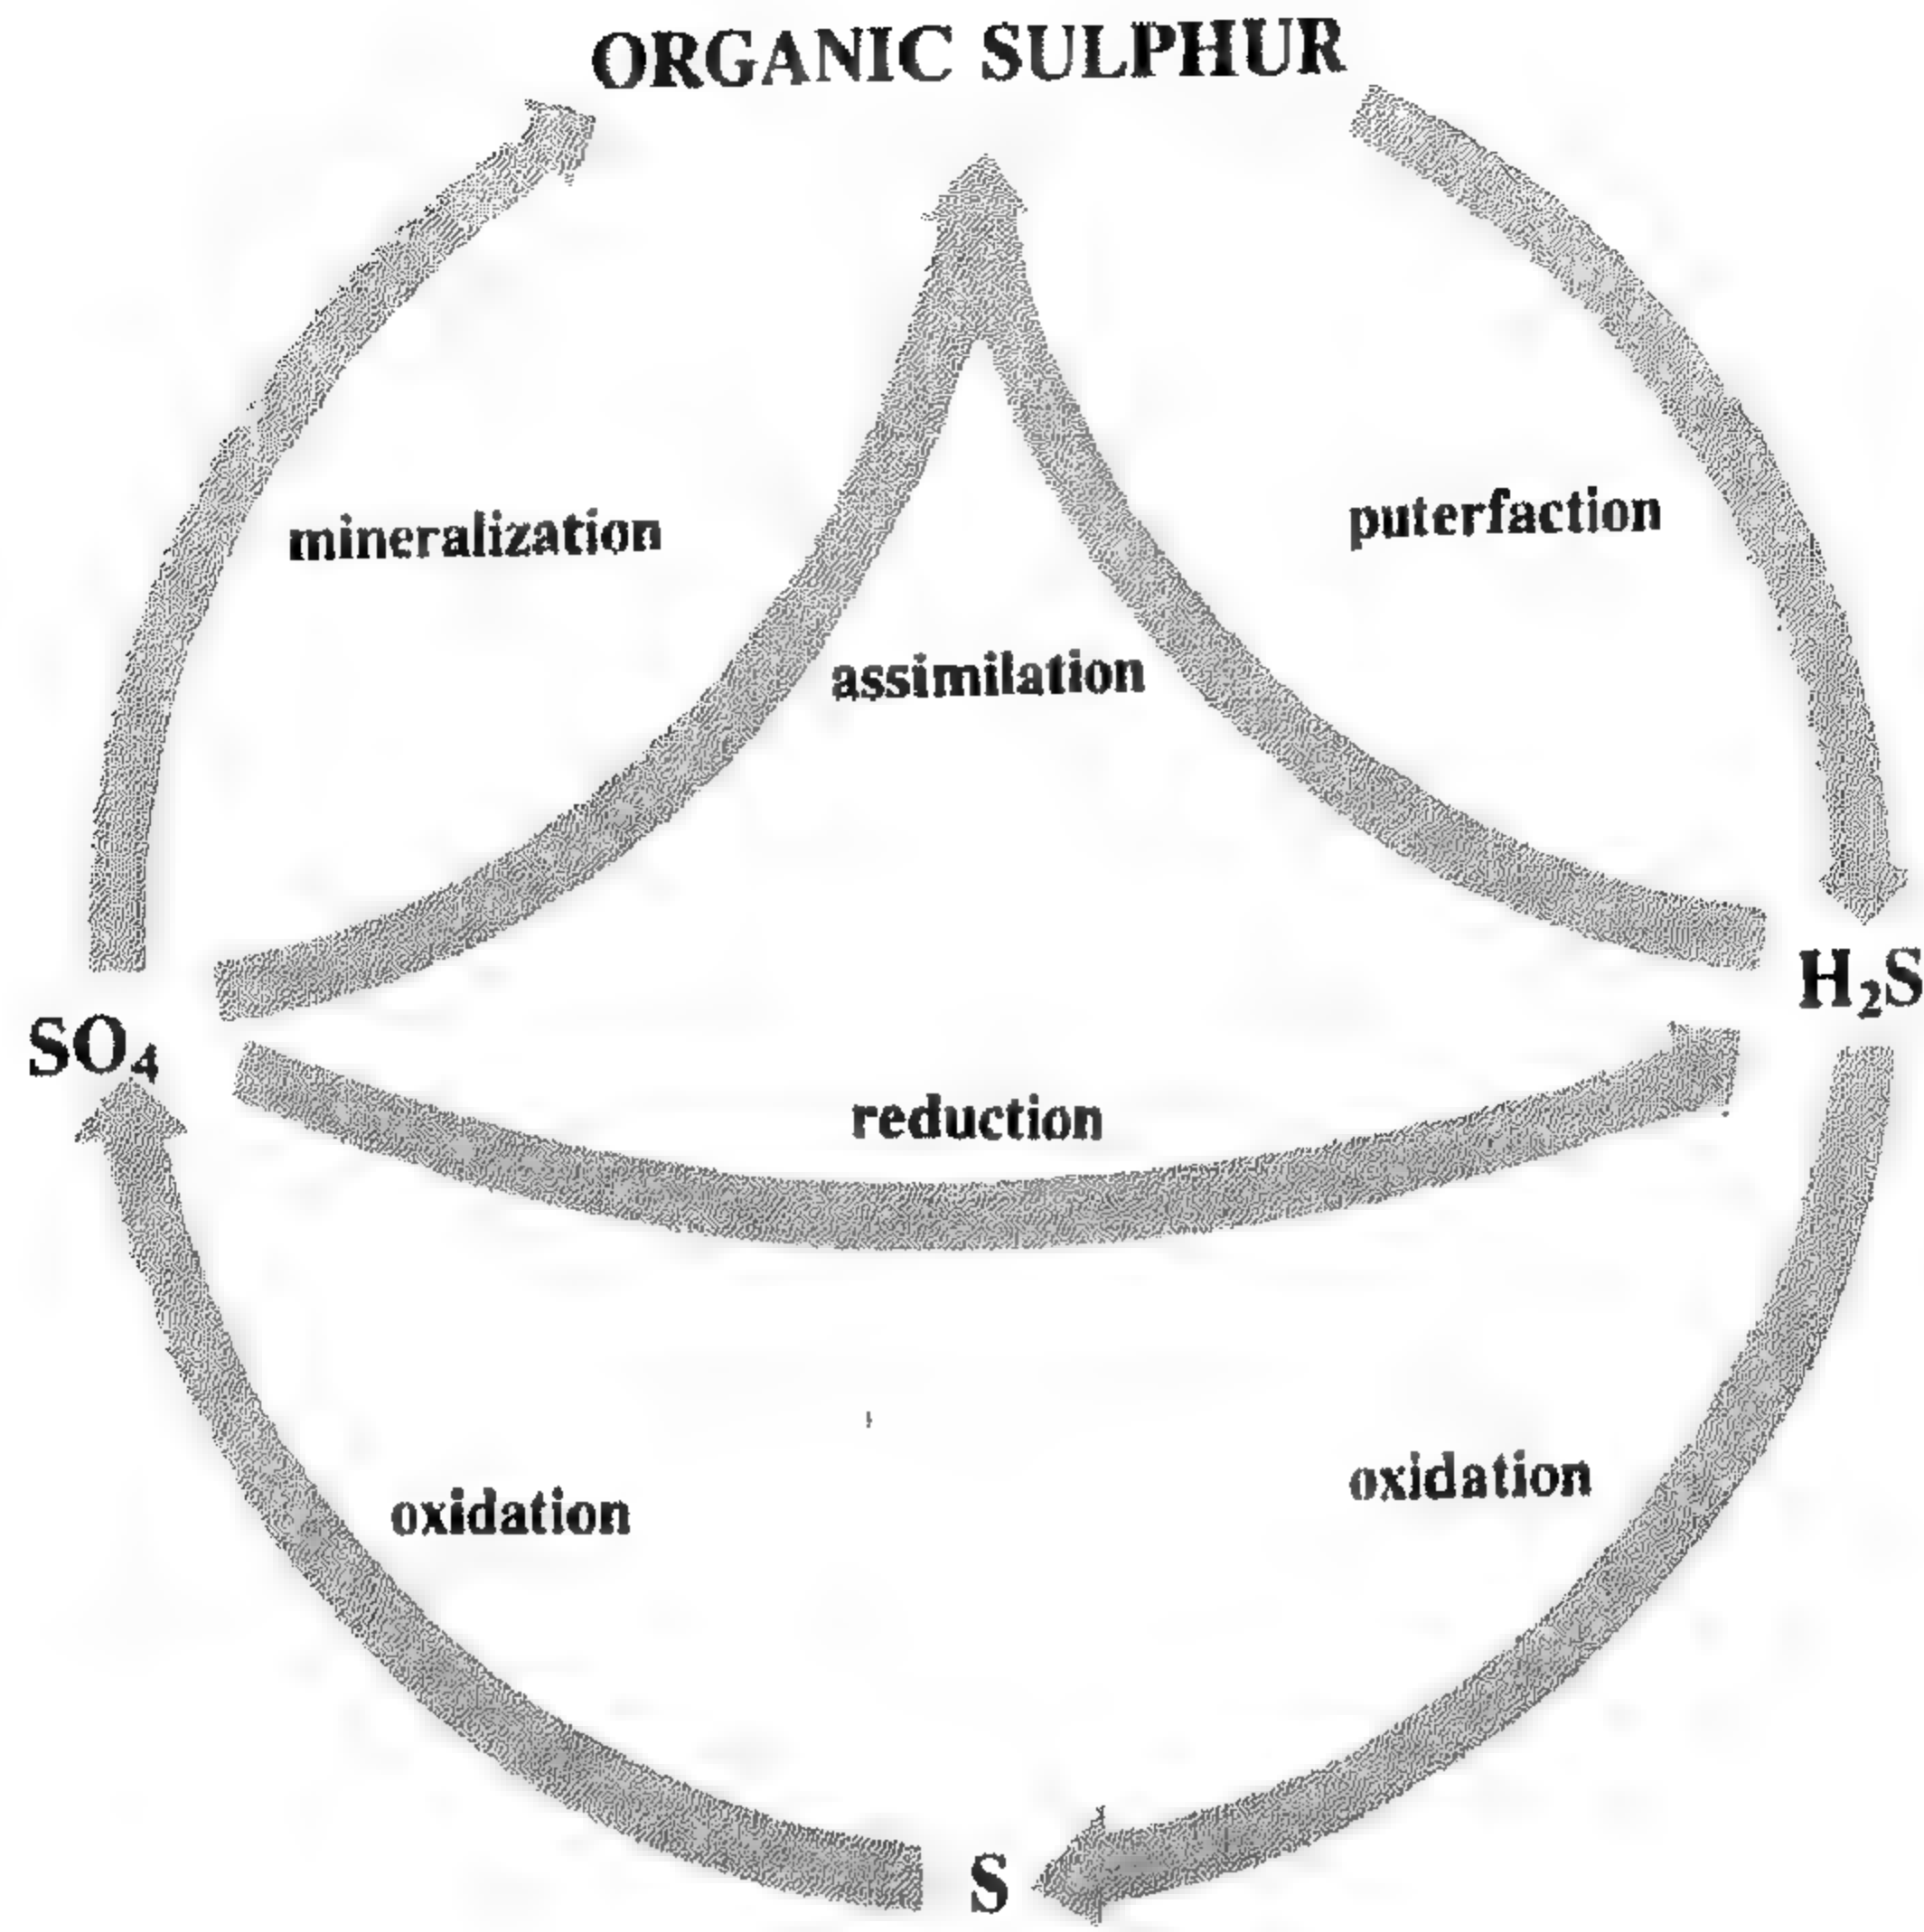 ORGANIC SULPHUR
mineralization
puterfaction
assimilation
H₂S
SO₄
reduction
oxidation
oxidation
S